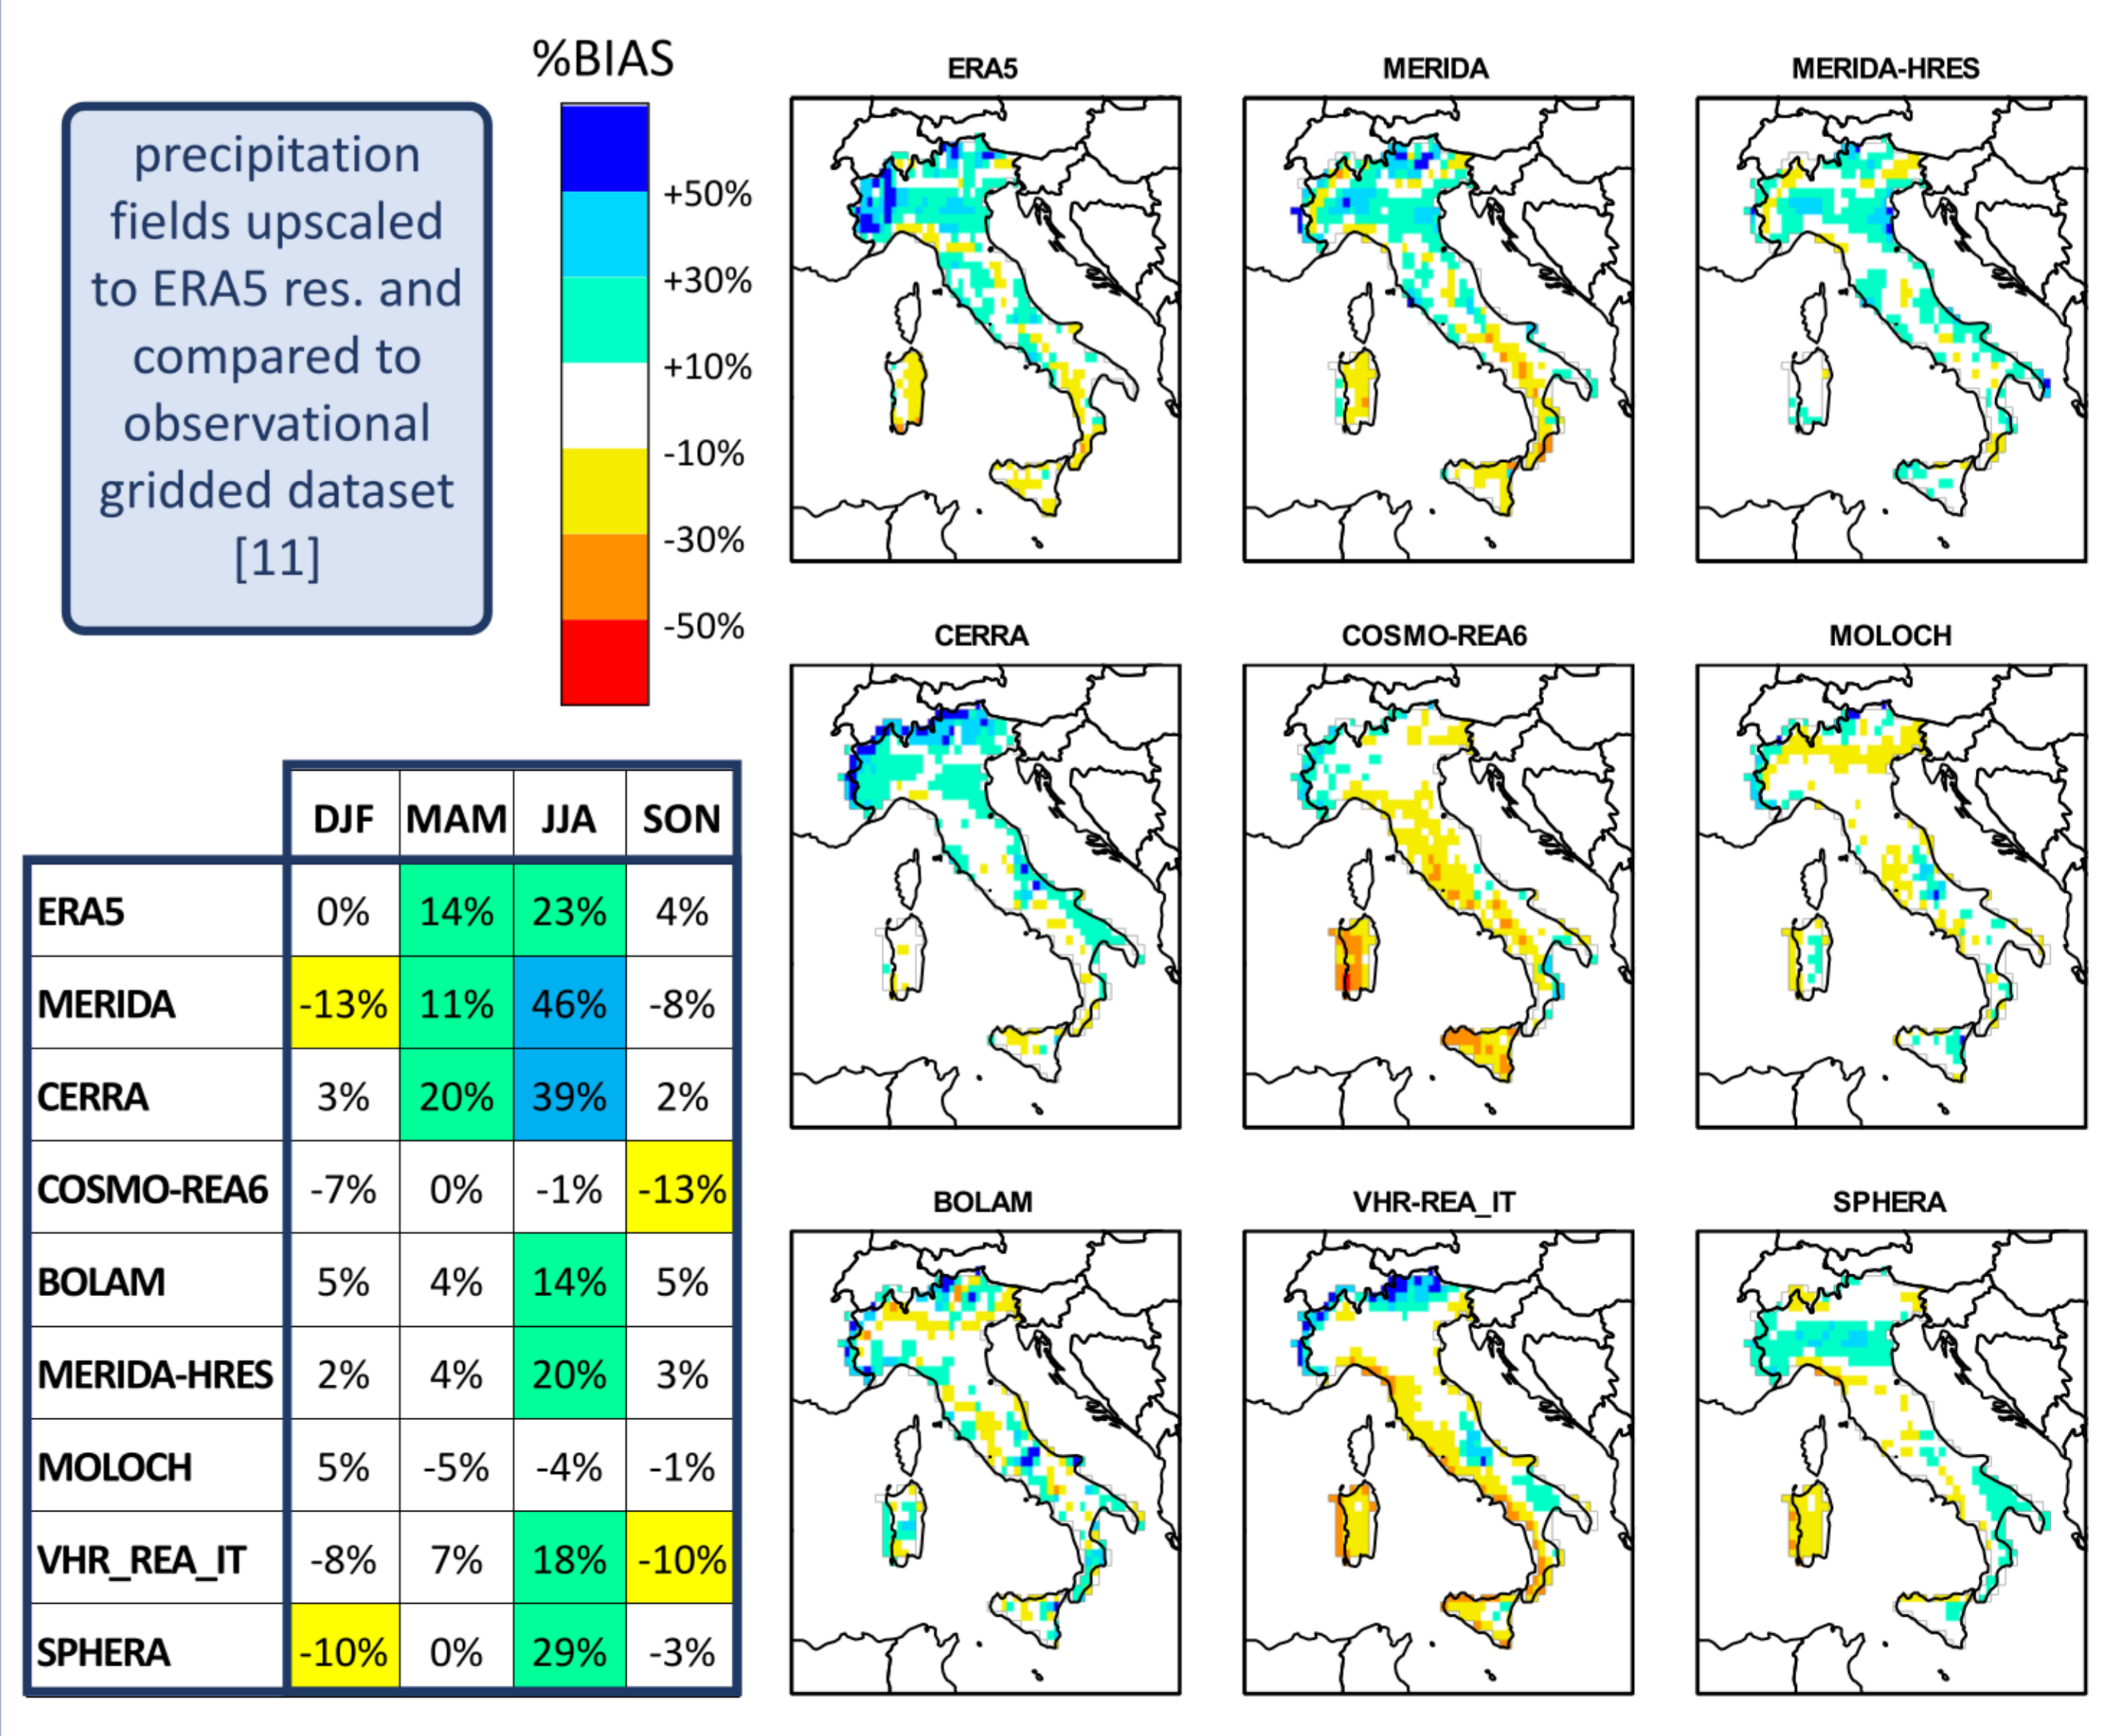 precipitation
fields upscaled
to ERA5 res. and
compared to
observational
gridded dataset
[11]
%BIAS
+50%
+30%
+10%
-10%
-30%
-50%
ERA5
MERIDA
MERIDA-HRES
CERRA
COSMO-REA6
MOLOCH
BOLAM
VHR-REA_IT
SPHERA
DJF MAM JJA SON
ERA5 0% 14% 23% 4%
MERIDA -13% 11% 46% -8%
CERRA 3% 20% 39% 2%
COSMO-REA6 -7% 0% -1% -13%
BOLAM 5% 4% 14% 5%
MERIDA-HRES 2% 4% 20% 3%
MOLOCH 5% -5% -4% -1%
VHR_REA_IT -8% 7% 18% -10%
SPHERA -10% 0% 29% -3%